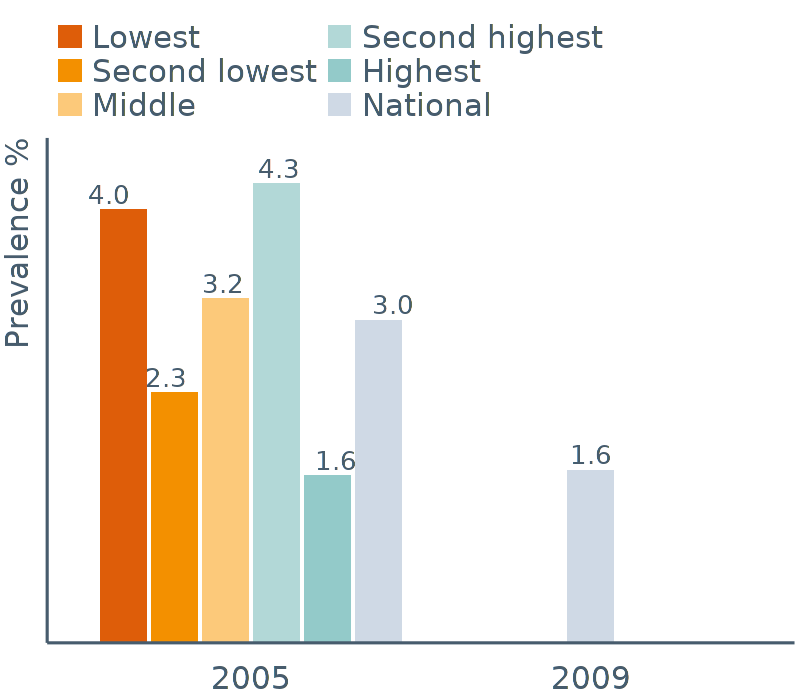 Lowest
Second lowest
Middle
Second highest
Highest
National
Prevalence %
4.0
2.3
3.2
4.3
1.6
3.0
1.6
2005
2009